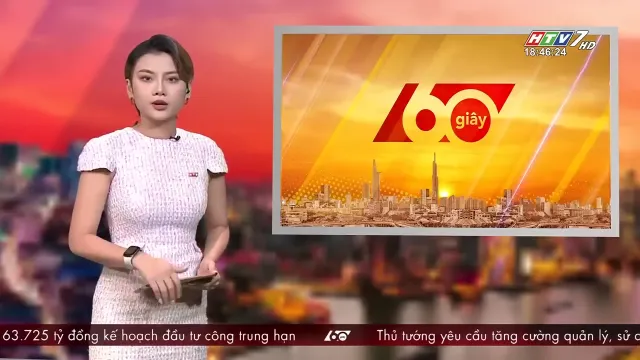 HTV7 HD
18:46:24
60 giây
63.725 tỷ đồng kế hoạch đầu tư công trung hạn
60
Thủ tướng yêu cầu tăng cường quản lý, sử